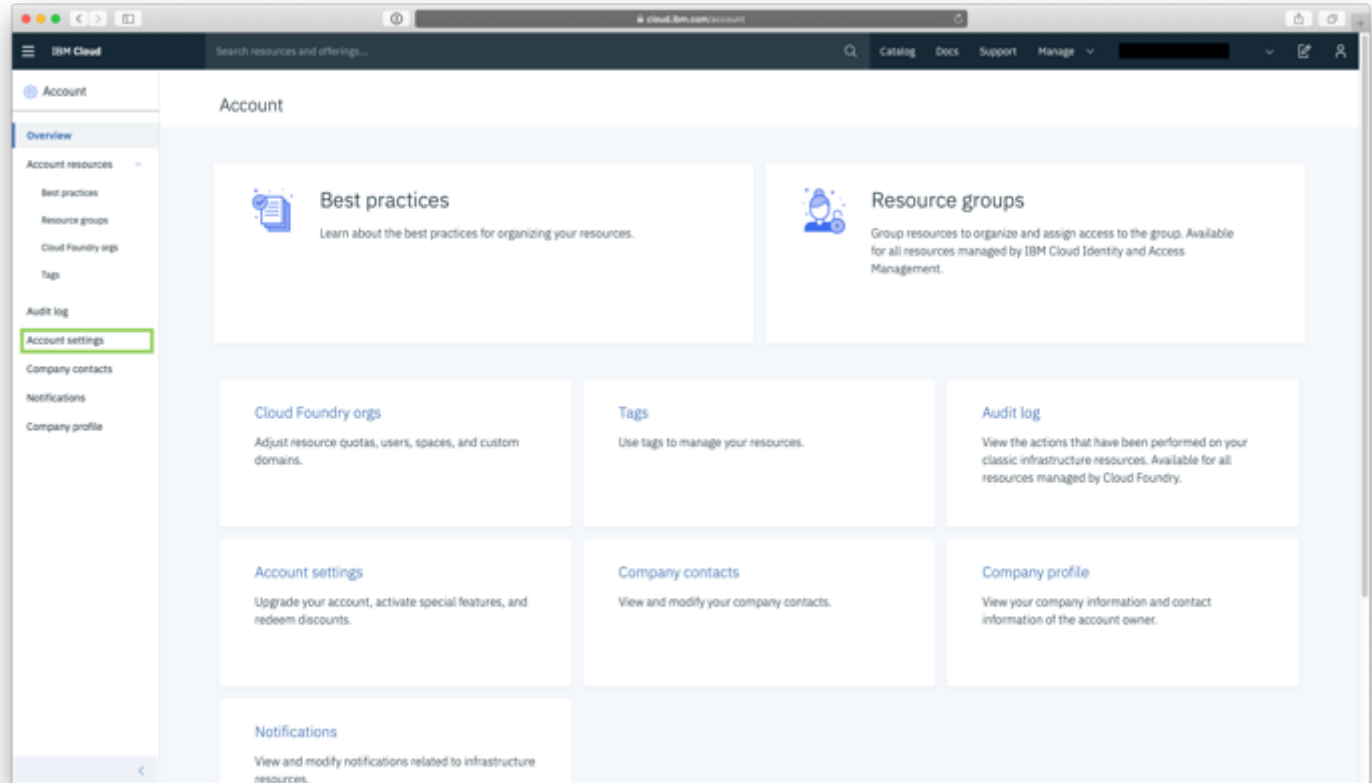 cloud.ibm.com/account
IBM Cloud
Search resources and offerings...
Catalog
Docs
Support
Manage
Account
Overview
Account resources
Best practices
Resource groups
Cloud Foundry orgs
Tags
Audit log
Account settings
Company contacts
Notifications
Company profile
Account
Best practices
Learn about the best practices for organizing your resources.
Resource groups
Group resources to organize and assign access to the group. Available
for all resources managed by IBM Cloud Identity and Access
Management.
Cloud Foundry orgs
Adjust resource quotas, users, spaces, and custom
domains.
Tags
Use tags to manage your resources.
Audit log
View the actions that have been performed on your
classic infrastructure resources. Available for all
resources managed by Cloud Foundry.
Account settings
Upgrade your account, activate special features, and
redeem discounts.
Company contacts
View and modify your company contacts.
Company profile
View your company information and contact
information of the account owner.
Notifications
View and modify notifications related to infrastructure
resources.